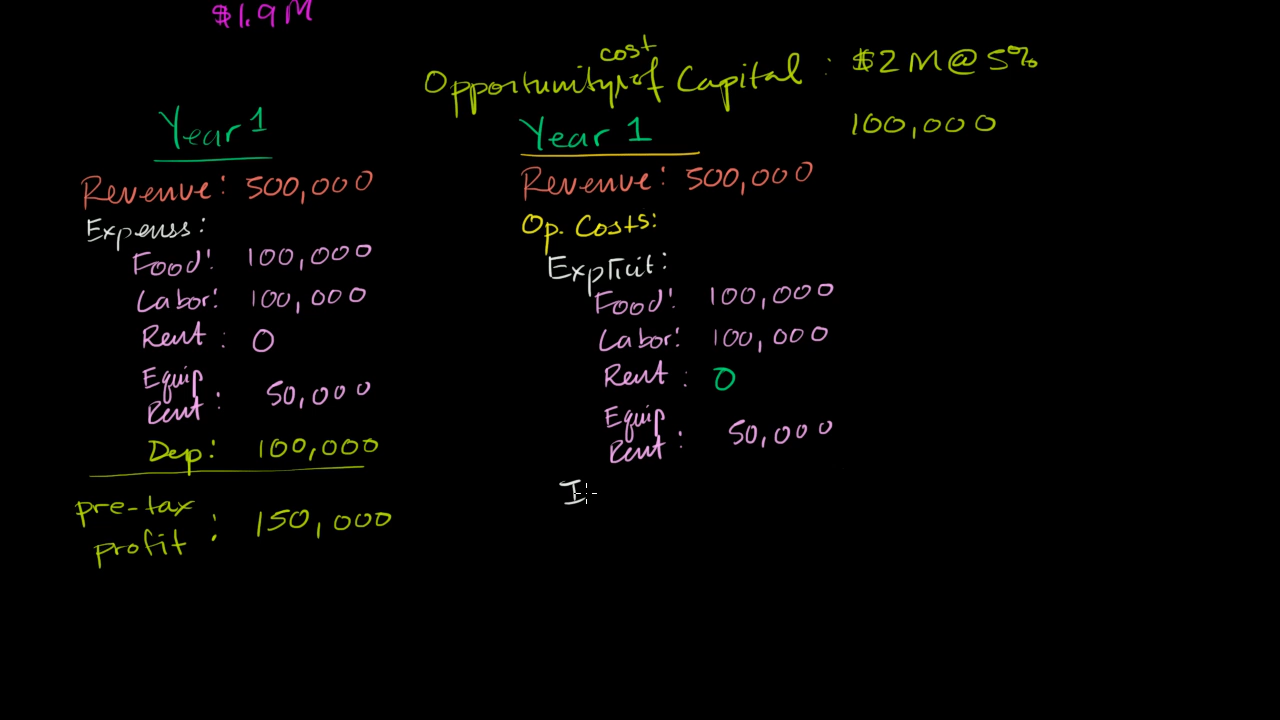 $1.9M
Opportunity cost of Capital : $2M@5%
100,000
Year 1
Revenue: 500,000
Expenss:
Food: 100,000
Labor: 100,000
Rent : 0
Equip
Rent : 50,000
Dep: 100,000
pre-tax
profit : 150,000
Year 1
Revenue: 500,000
Op. Costs:
Explicit:
Food: 100,000
Labor: 100,000
Rent : 0
Equip
Rent : 50,000
I